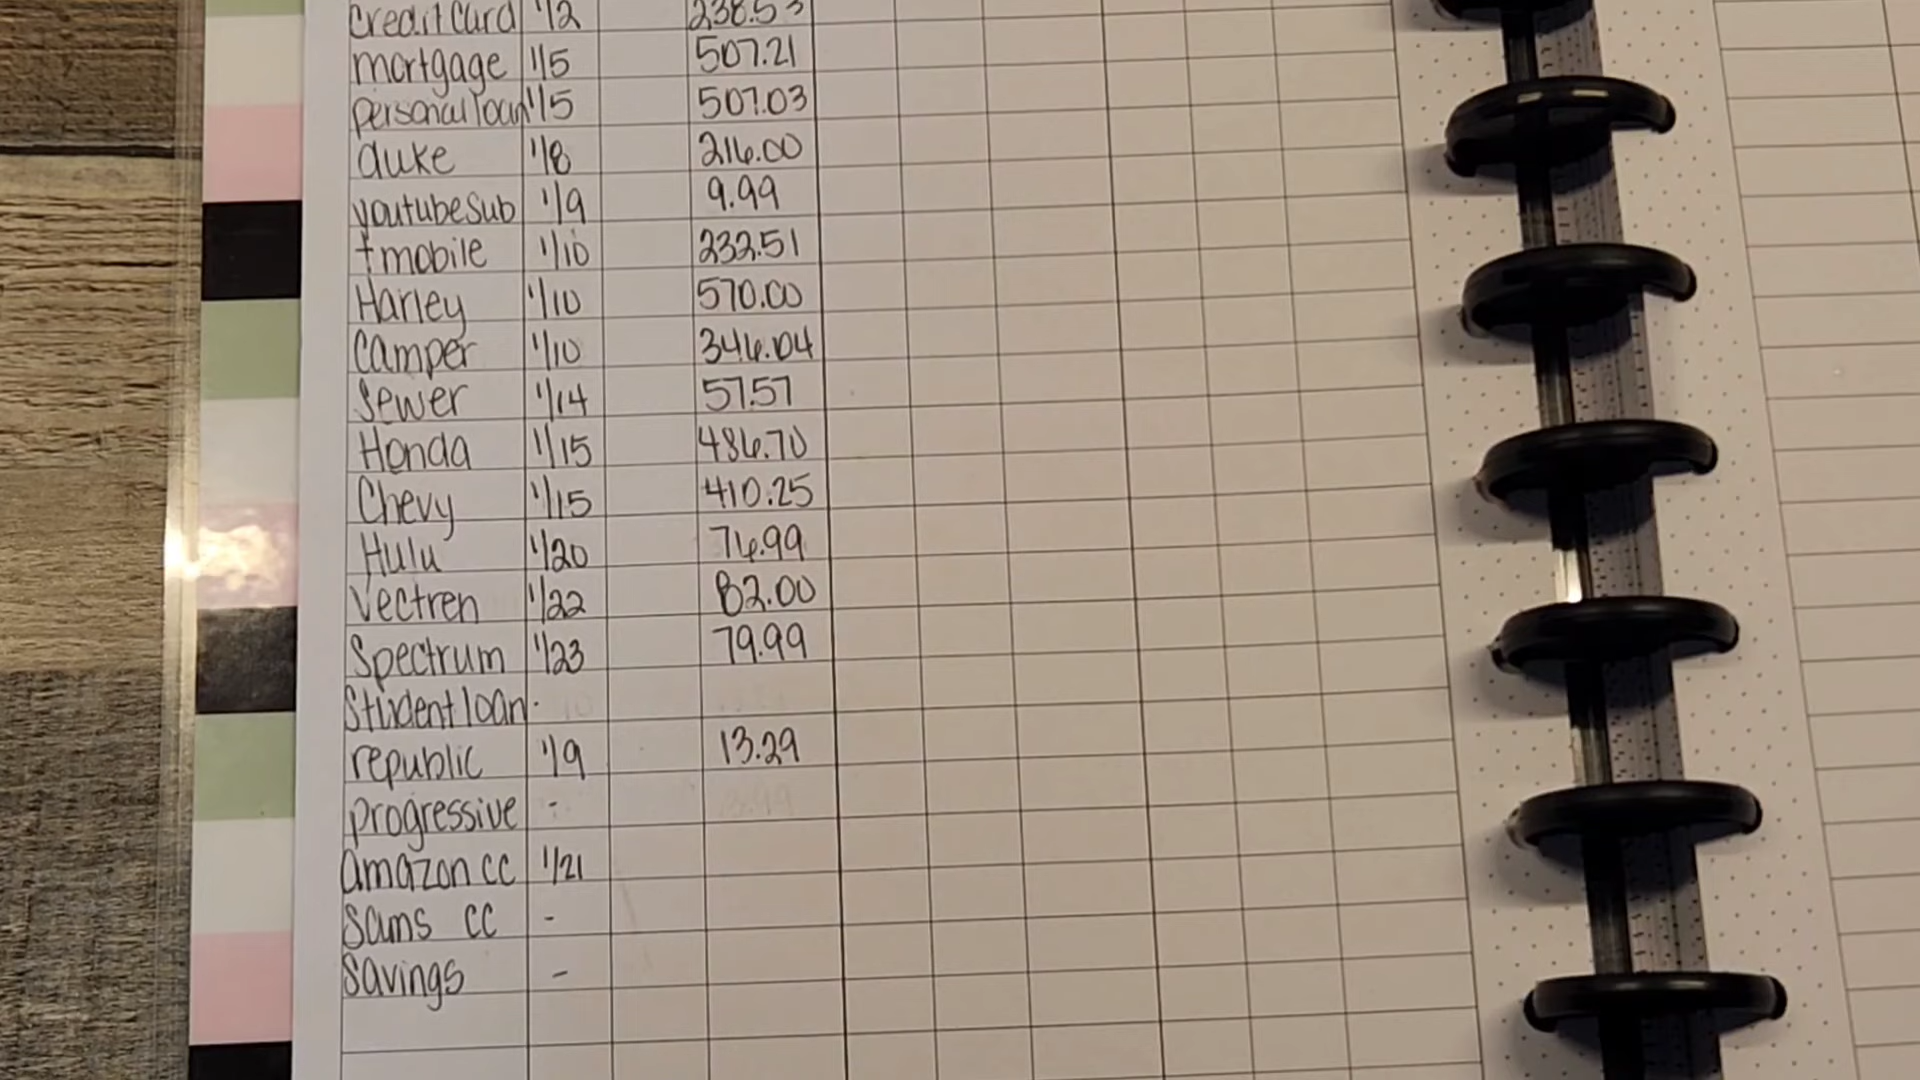 credit card 1/2 238.53
mortgage 1/5 507.21
personal loan 1/5 507.03
duke 1/8 216.00
youtube sub 1/9 9.99
tmobile 1/10 232.51
Harley 1/10 570.00
Camper 1/10 346.04
Sewer 1/14 57.57
Honda 1/15 486.70
Chevy 1/15 410.25
Hulu 1/20 76.99
Vectren 1/22 82.00
Spectrum 1/23 79.99
Student loan -
republic 1/9 13.29
progressive -
amazon cc 1/21
Sams CC -
Savings -